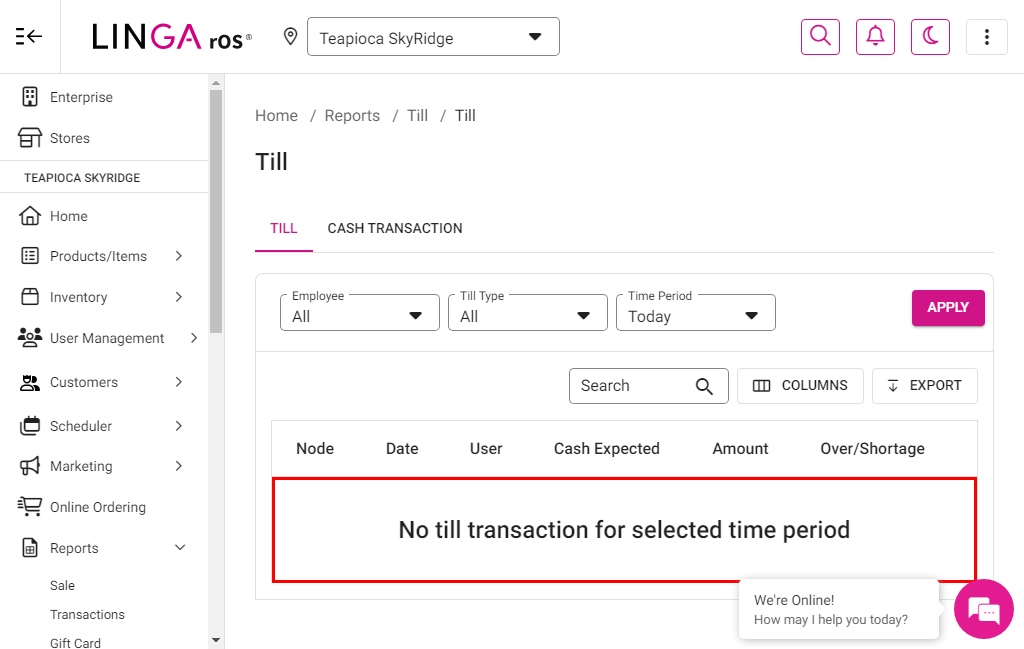 LINGA ros®
Teapioca SkyRidge
Enterprise
Stores
TEAPIOCA SKYRIDGE
Home
Products/Items
Inventory
User Management
Customers
Scheduler
Marketing
Online Ordering
Reports
Sale
Transactions
Gift Card
Home / Reports / Till / Till
Till
TILL CASH TRANSACTION
Employee Till Type Time Period
All All Today APPLY
Search COLUMNS EXPORT
Node Date User Cash Expected Amount Over/Shortage
No till transaction for selected time period
We're Online!
How may I help you today?